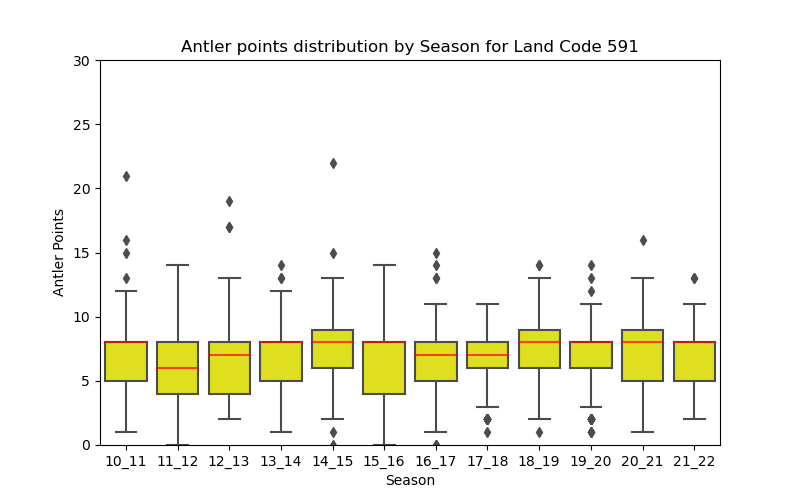 Antler points distribution by Season for Land Code 591
30
25
20
15
10
5
0
Antler Points
10_11 11_12 12_13 13_14 14_15 15_16 16_17 17_18 18_19 19_20 20_21 21_22
Season